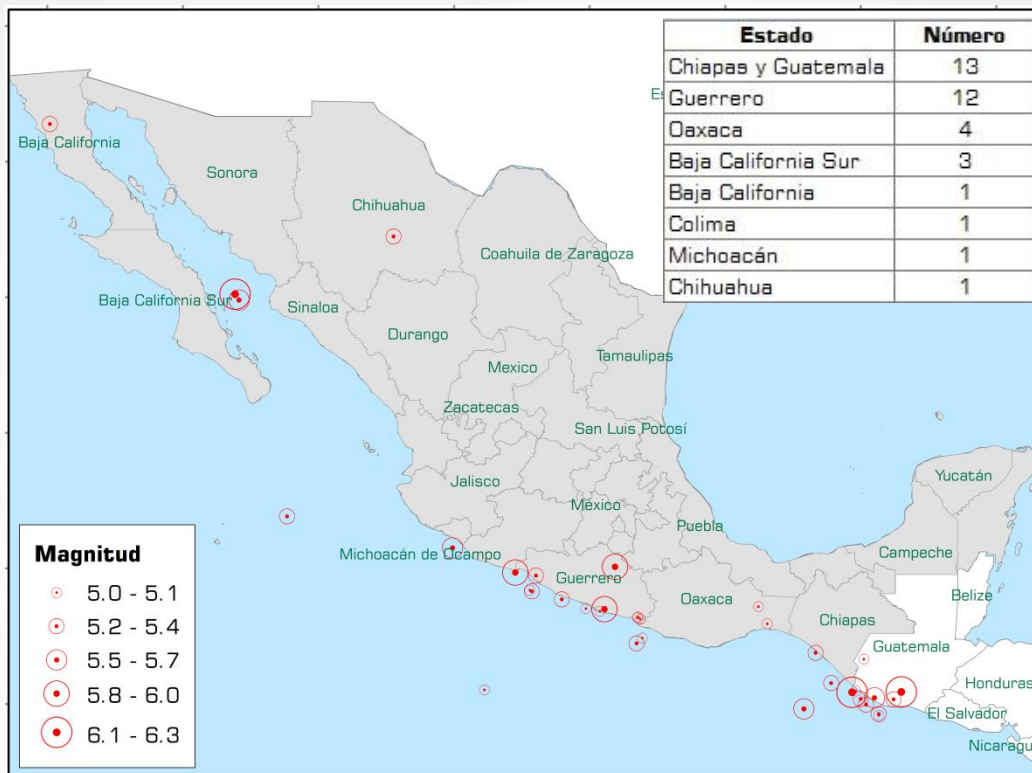 Estado Número
Chiapas y Guatemala 13
Guerrero 12
Oaxaca 4
Baja California Sur 3
Baja California 1
Colima 1
Michoacán 1
Chihuahua 1
Baja California
Sonora
Chihuahua
Coahuila de Zaragoza
Baja California Sur
Sinaloa
Durango
Tamaulipas
Mexico
Zacatecas
San Luis Potosí
Yucatán
Jalisco
México
Puebla
Michoacán de Ocampo
Campeche
Guerrero
Belize
Oaxaca
Chiapas
Guatemala
Honduras
El Salvador
Nicaragu
Magnitud
5.0 - 5.1
5.2 - 5.4
5.5 - 5.7
5.8 - 6.0
6.1 - 6.3